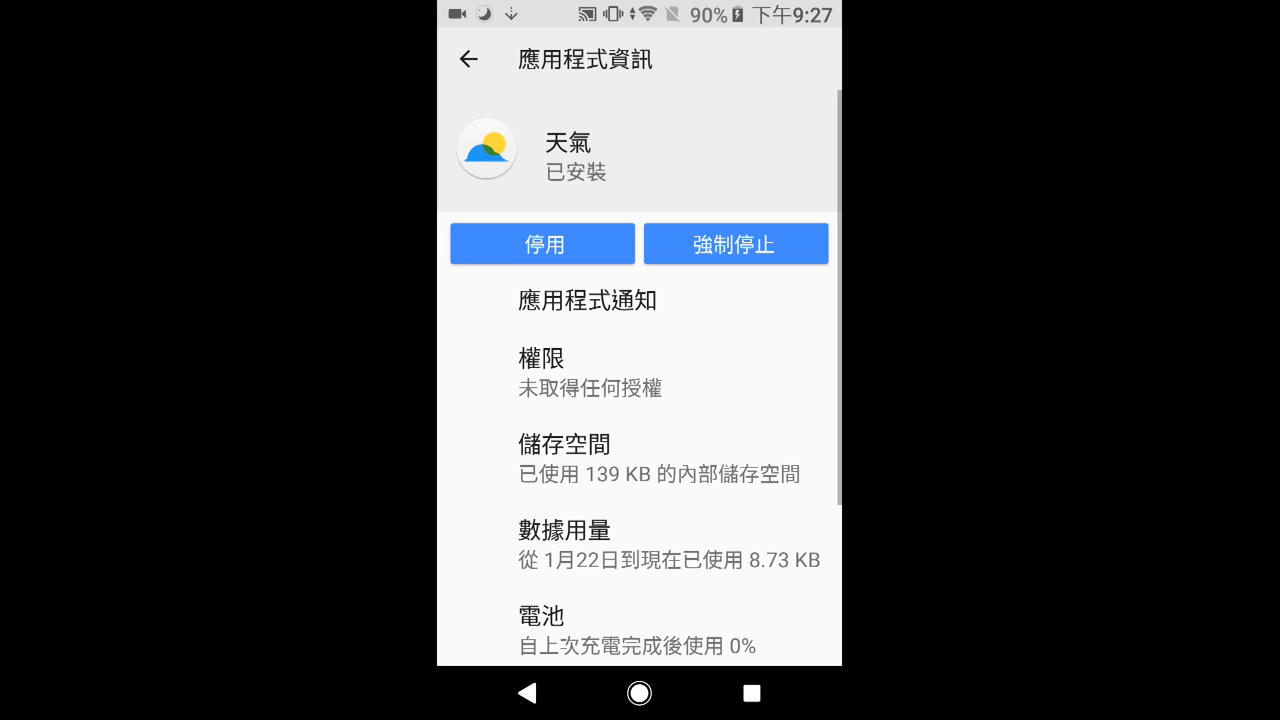 90% 下午9:27
應用程式資訊
天氣
已安裝
停用
強制停止
應用程式通知
權限
未取得任何授權
儲存空間
已使用 139 KB 的內部儲存空間
數據用量
從 1月22日到現在已使用 8.73 KB
電池
自上次充電完成後使用 0%